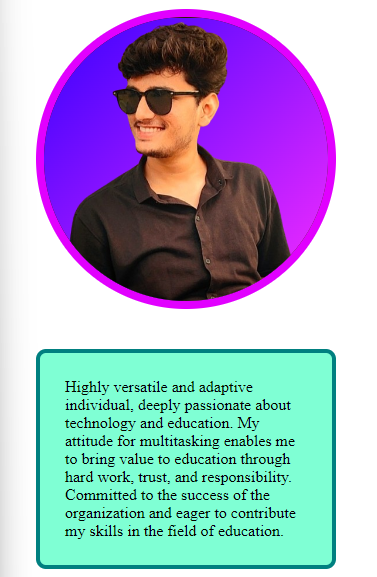 Highly versatile and adaptive
individual, deeply passionate about
technology and education. My
attitude for multitasking enables me
to bring value to education through
hard work, trust, and responsibility.
Committed to the success of the
organization and eager to contribute
my skills in the field of education.